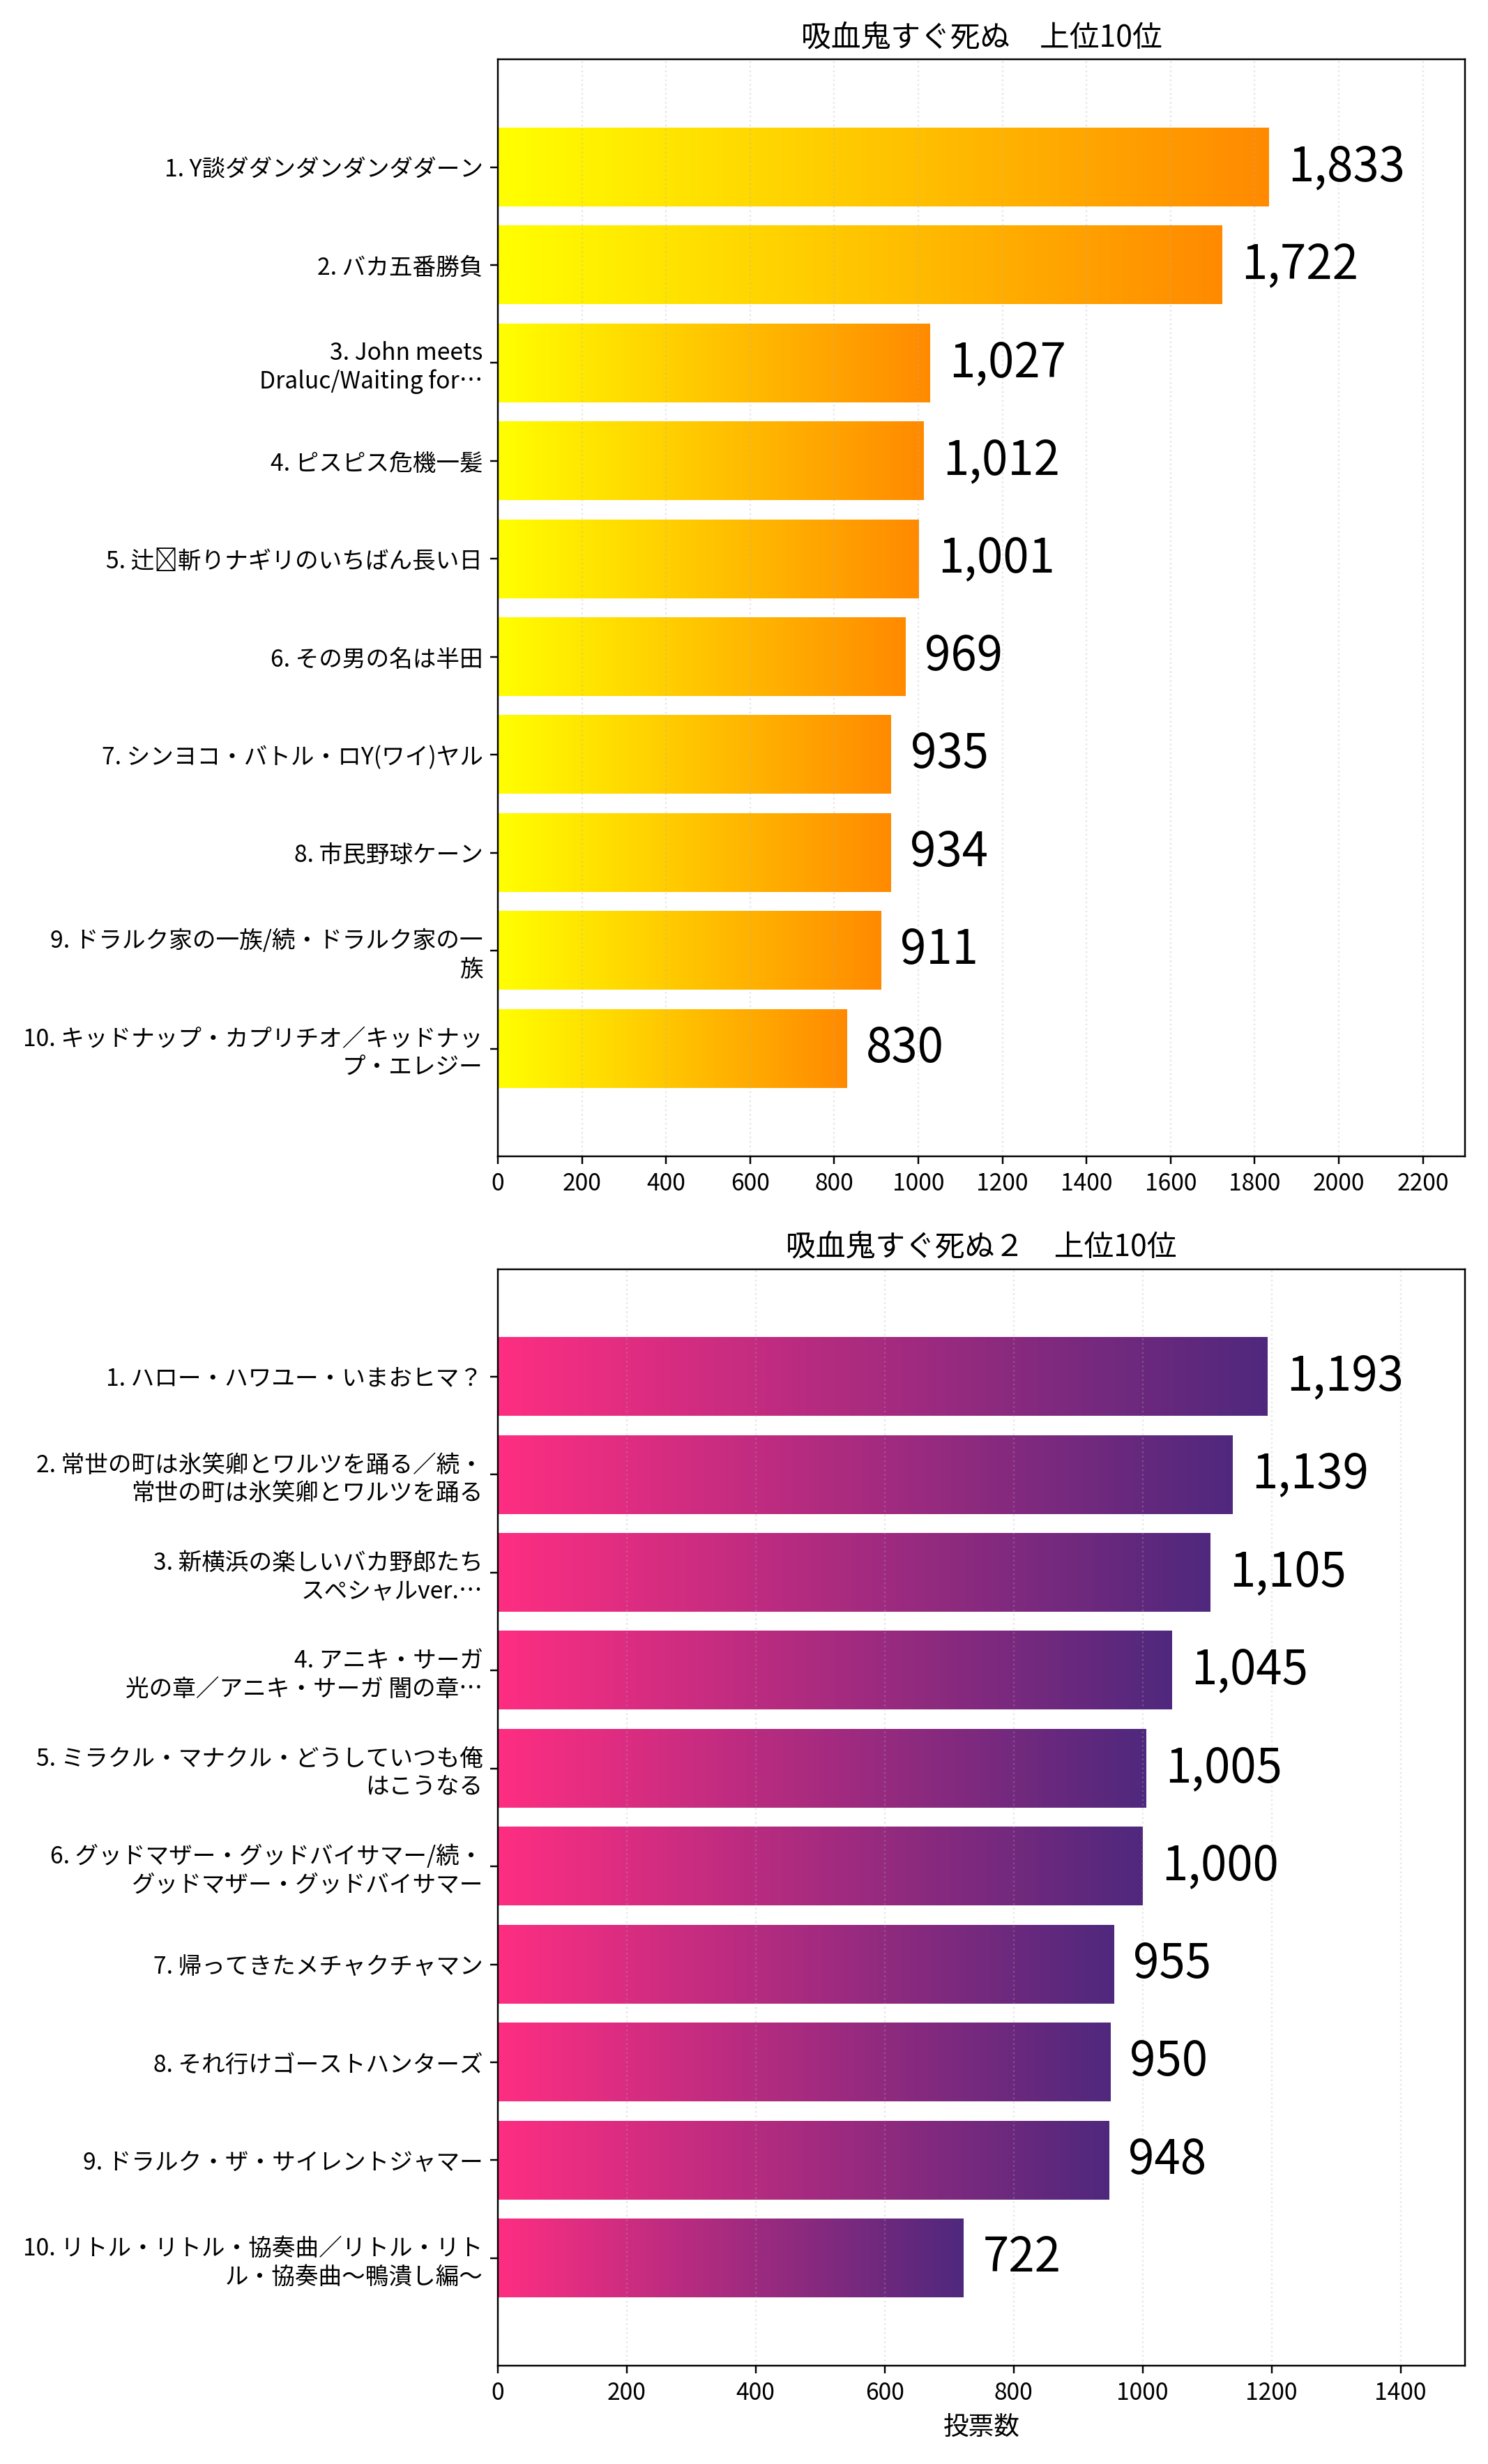 吸血鬼すぐ死ぬ　上位10位
1. Y談ダダンダンダンダダーン
1,833
2. バカ五番勝負
1,722
3. John meets
Draluc/Waiting for…
1,027
4. ピスピス危機一髪
1,012
5. 辻斬りナギリのいちばん長い日
1,001
6. その男の名は半田
969
7. シンヨコ・バトル・ロY(ワイ)ヤル
935
8. 市民野球ケーン
934
9. ドラルク家の一族/続・ドラルク家の一
族
911
10. キッドナップ・カプリチオ／キッドナッ
プ・エレジー
830
0 200 400 600 800 1000 1200 1400 1600 1800 2000 2200
吸血鬼すぐ死ぬ２　上位10位
1. ハロー・ハワユー・いまおヒマ？
1,193
2. 常世の町は氷笑卿とワルツを踊る／続・
常世の町は氷笑卿とワルツを踊る
1,139
3. 新横浜の楽しいバカ野郎たち
スペシャルver.…
1,105
4. アニキ・サーガ
光の章／アニキ・サーガ 闇の章…
1,045
5. ミラクル・マナクル・どうしていつも俺
はこうなる
1,005
6. グッドマザー・グッドバイサマー/続・
グッドマザー・グッドバイサマー
1,000
7. 帰ってきたメチャクチャマン
955
8. それ行けゴーストハンターズ
950
9. ドラルク・ザ・サイレントジャマー
948
10. リトル・リトル・協奏曲／リトル・リト
ル・協奏曲～鴨潰し編～
722
0 200 400 600 800 1000 1200 1400
投票数